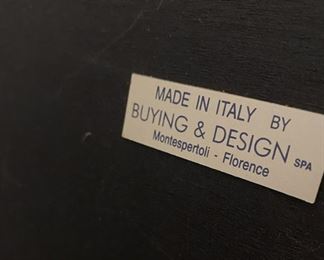 MADE IN ITALY BY
BUYING & DESIGN SPA
Montespertoli - Florence